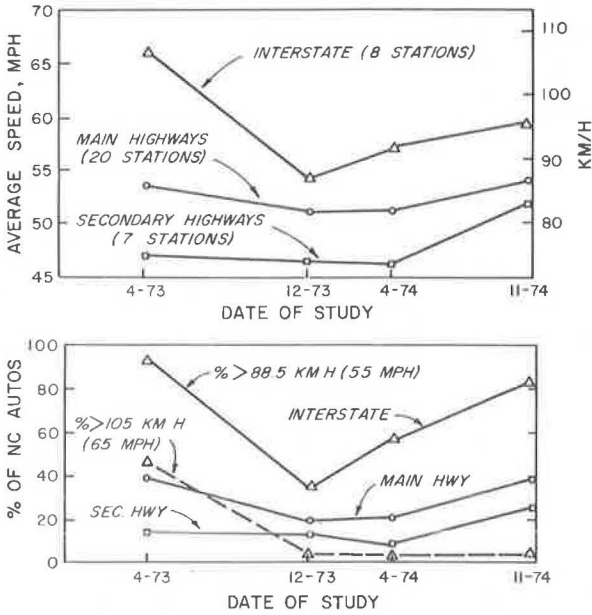 70
65
60
55
50
45
AVERAGE SPEED, MPH
110
100
90
80
KM/H
INTERSTATE (8 STATIONS)
MAIN HIGHWAYS
(20 STATIONS)
SECONDARY HIGHWAYS
(7 STATIONS)
4-73 12-73 4-74 11-74
DATE OF STUDY
100
80
60
40
20
0
% OF NC AUTOS
%>88.5 KM H (55 MPH)
INTERSTATE
%>105 KM H
(65 MPH)
MAIN HWY
SEC. HWY
4-73 12-73 4-74 11-74
DATE OF STUDY